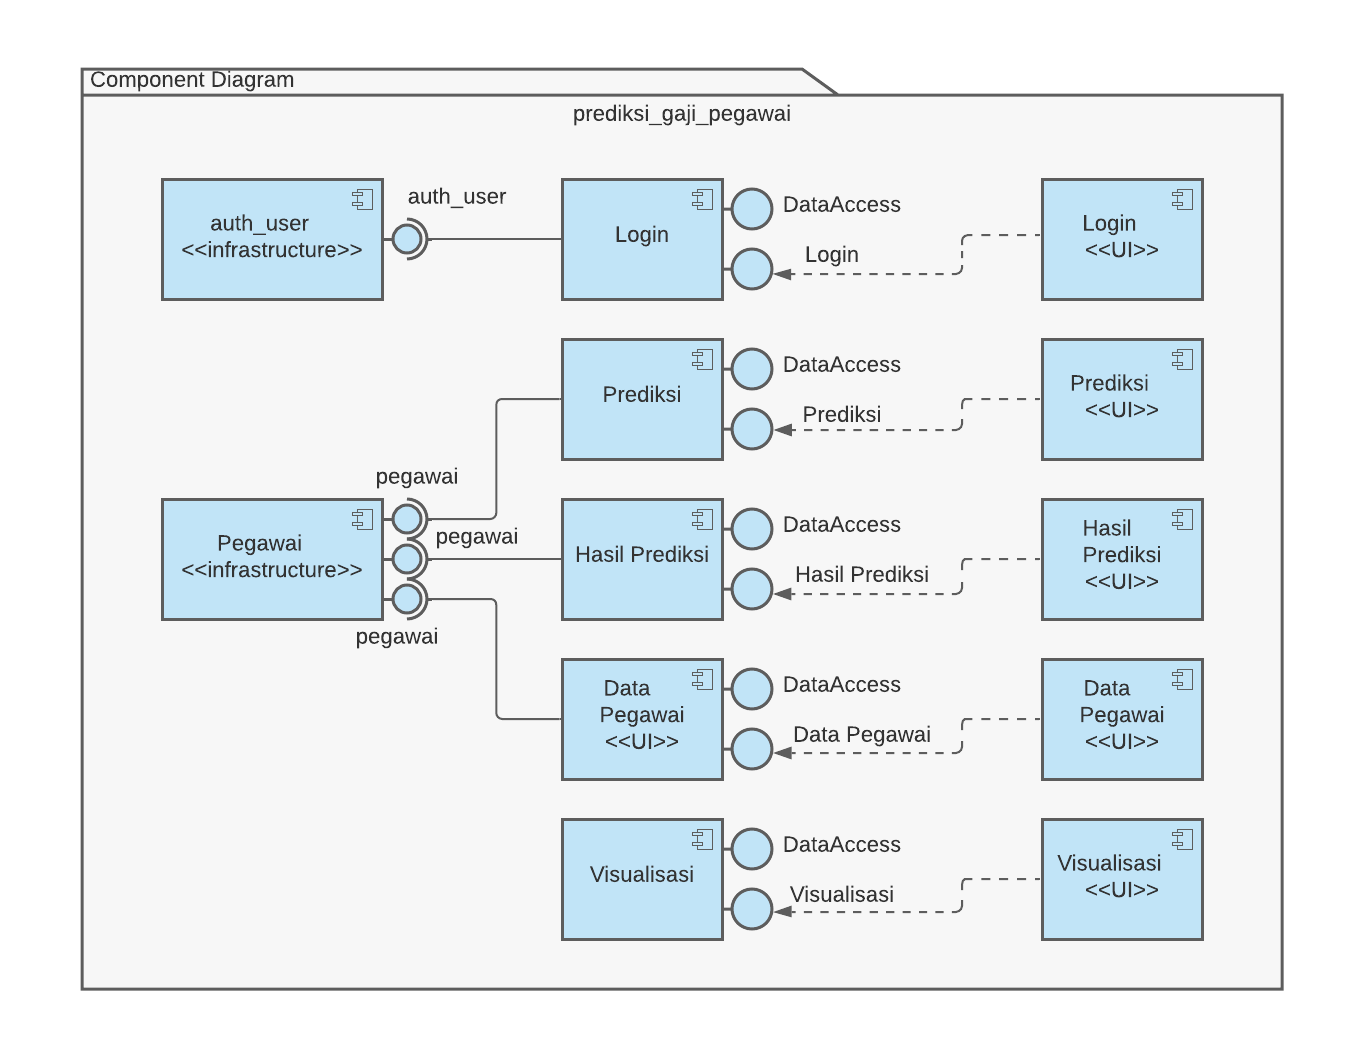 Component Diagram
prediksi_gaji_pegawai
auth_user
<<infrastructure>>
auth_user
Login
DataAccess
Login
Login
<<UI>>
Prediksi
DataAccess
Prediksi
Prediksi
<<UI>>
Pegawai
<<infrastructure>>
pegawai
pegawai
pegawai
Hasil Prediksi
DataAccess
Hasil Prediksi
Hasil
Prediksi
<<UI>>
Data
Pegawai
<<UI>>
DataAccess
Data Pegawai
Data
Pegawai
<<UI>>
Visualisasi
DataAccess
Visualisasi
Visualisasi
<<UI>>